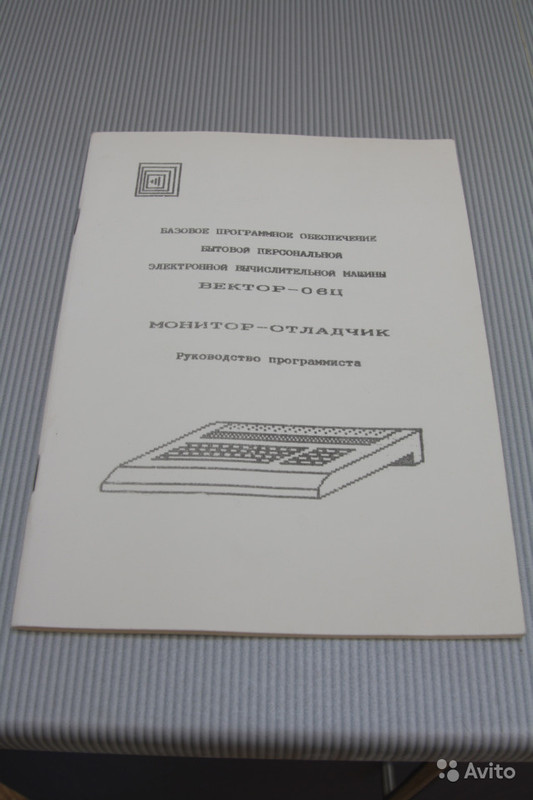 БАЗОВОЕ ПРОГРАММНОЕ ОБЕСПЕЧЕНИЕ
БЫТОВОЙ ПЕРСОНАЛЬНОЙ
ЭЛЕКТРОННОЙ ВЫЧИСЛИТЕЛЬНОЙ МАШИНЫ
ВЕКТОР-06Ц
МОНИТОР-ОТЛАДЧИК
Руководство программиста
Avito